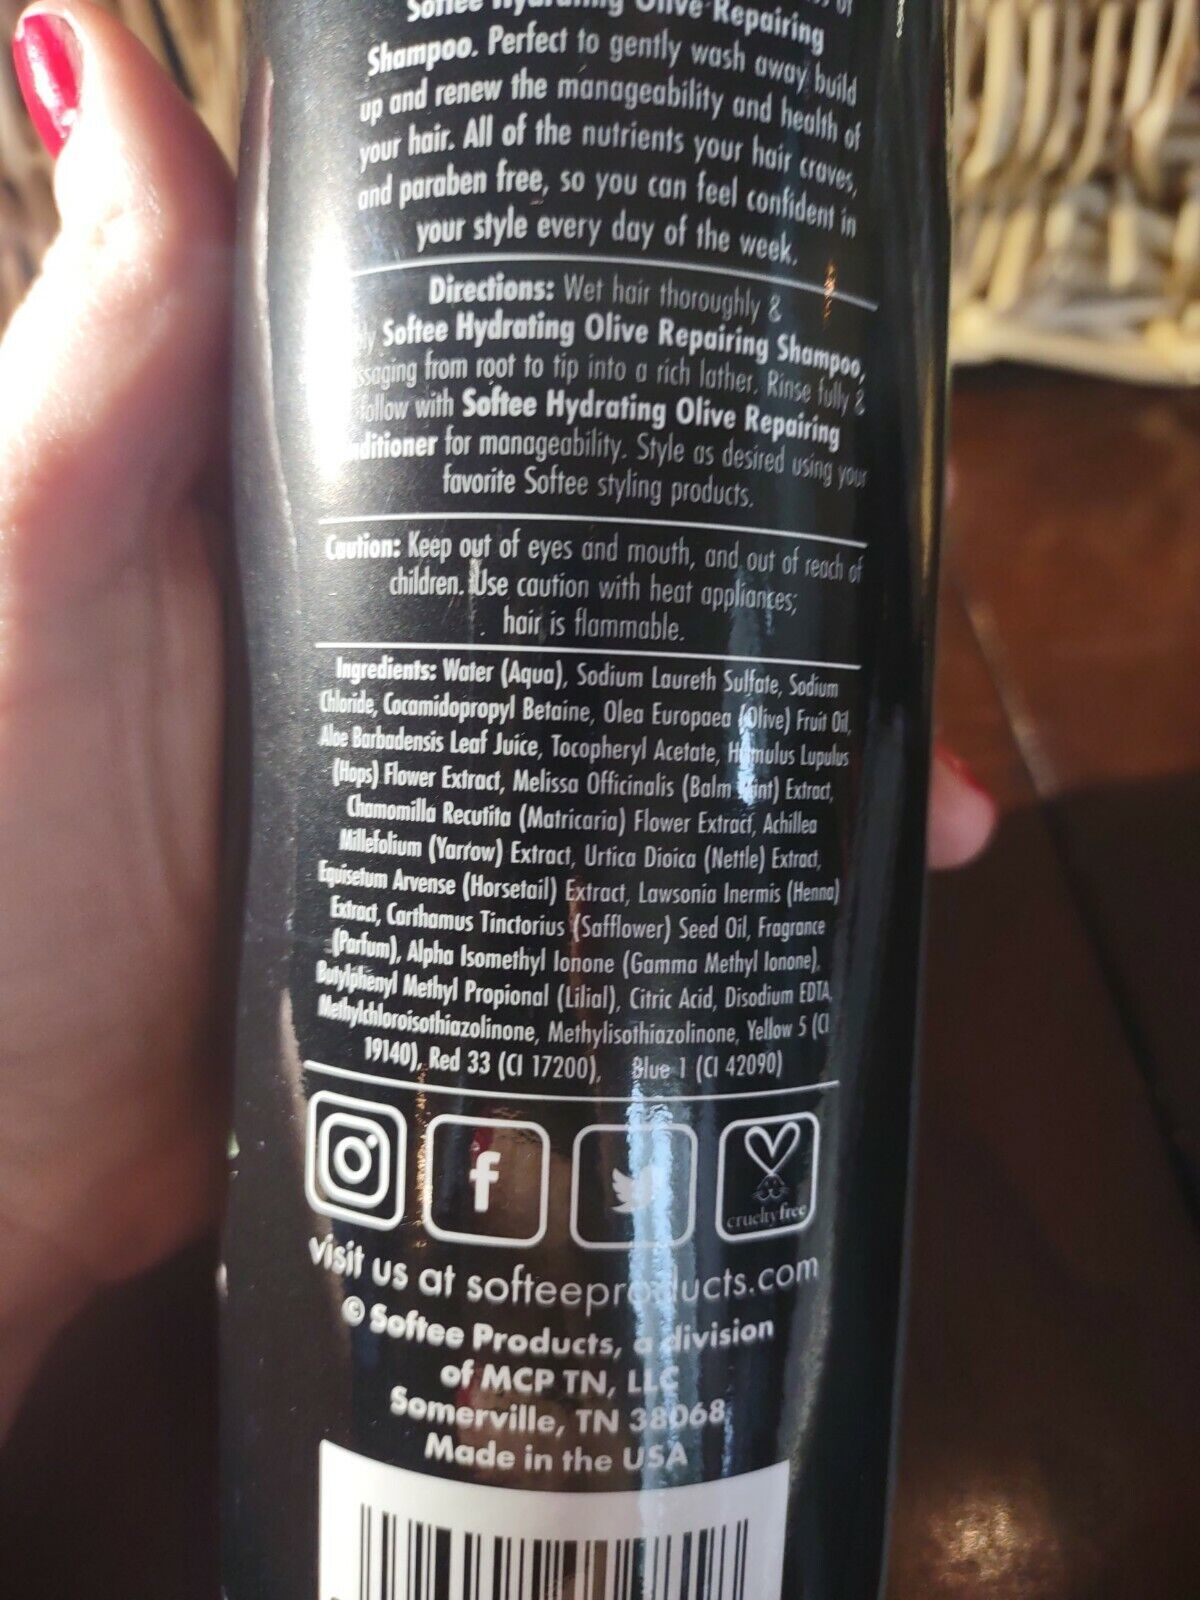 Softee Hydrating Olive Repairing
Shampoo. Perfect to gently wash away build
up and renew the manageability and health of
your hair. All of the nutrients your hair craves,
and paraben free, so you can feel confident in
your style every day of the week.
Directions: Wet hair thoroughly &
Softee Hydrating Olive Repairing Shampoo,
from root to tip into a rich lather. Rinse fully &
follow with Softee Hydrating Olive Repairing
for manageability. Style as desired using your
favorite Softee styling products.
Caution: Keep out of eyes and mouth, and out of reach of
children. Use caution with heat appliances;
hair is flammable.
Ingredients: Water (Aqua), Sodium Laureth Sulfate, Sodium
Chloride, Cocamidopropyl Betaine, Olea Europaea (Olive) Fruit Oil,
Aloe Barbadensis Leaf Juice, Tocopheryl Acetate, Humulus Lupulus
(Hops) Flower Extract, Melissa Officinalis (Balm Mint) Extract,
Chamomilla Recutita (Matricaria) Flower Extract, Achillea
Millefolium (Yarrow) Extract, Urtica Dioica (Nettle) Extract,
Equisetum Arvense (Horsetail) Extract, Lawsonia Inermis (Henna)
Extract, Carthamus Tinctorius (Safflower) Seed Oil, Fragrance
(Parfum), Alpha Isomethyl Ionone (Gamma Methyl Ionone),
Butylphenyl Methyl Propional (Lilial), Citric Acid, Disodium EDTA,
Methylchloroisothiazolinone, Methylisothiazolinone, Yellow 5 (CI
19140), Red 33 (CI 17200), Blue 1 (CI 42090)
f
crueltyfree
visit us at softeeproducts.com
© Softee Products, a division
of MCP TN, LLC
Somerville, TN 38068
Made in the USA